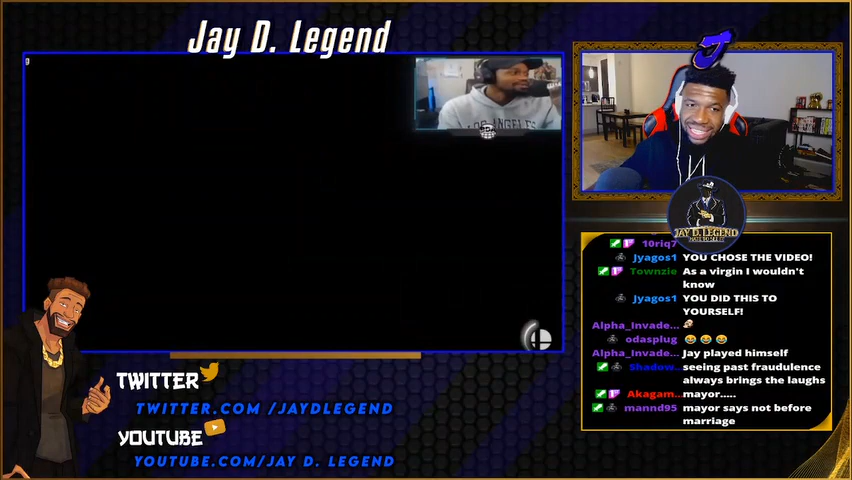 Jay D. Legend
LOS ANGELES
J
JAY D. LEGEND
10riq7
Jyagos1 YOU CHOSE THE VIDEO!
Townzie As a virgin I wouldn't
know
Jyagos1 YOU DID THIS TO
YOURSELF!
Alpha_Invade...
odasplug
Alpha_Invade... Jay played himself
Shadow... seeing past fraudulence
always brings the laughs
Akagam... mayor.....
mannd95 mayor says not before
marriage
TWITTER
TWITTER.COM /JAYDLEGEND
YOUTUBE
YOUTUBE.COM/JAY D. LEGEND